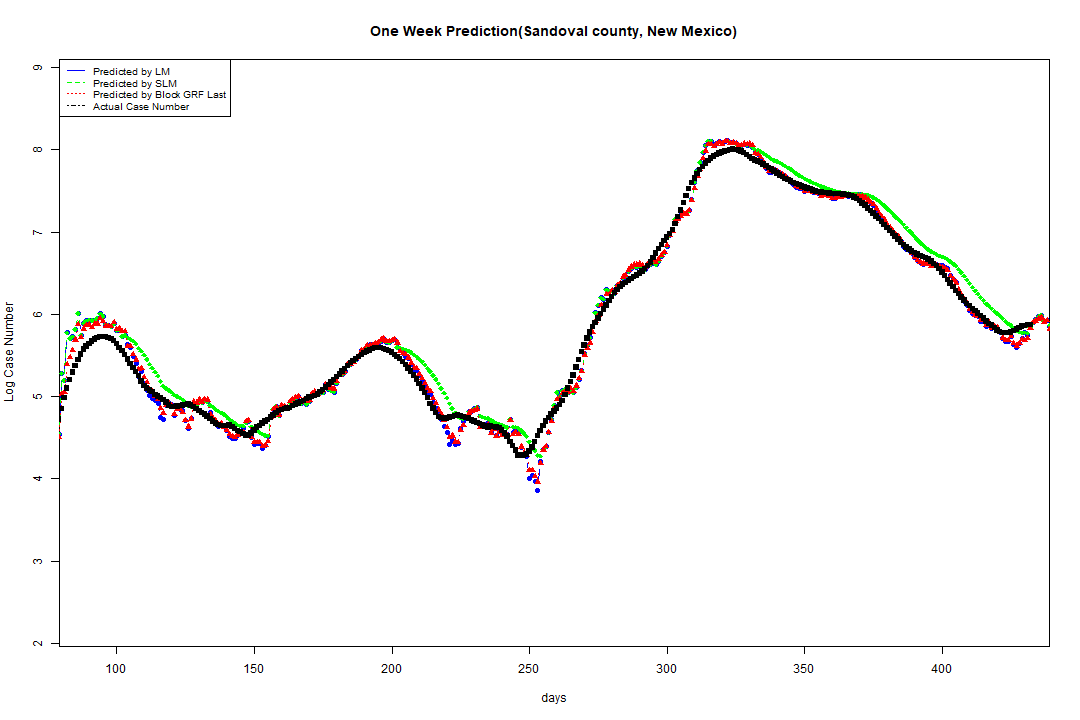 One Week Prediction(Sandoval county, New Mexico)
Predicted by LM
Predicted by SLM
Predicted by Block GRF Last
Actual Case Number
Log Case Number
9
8
7
6
5
4
3
2
100 150 200 250 300 350 400
days